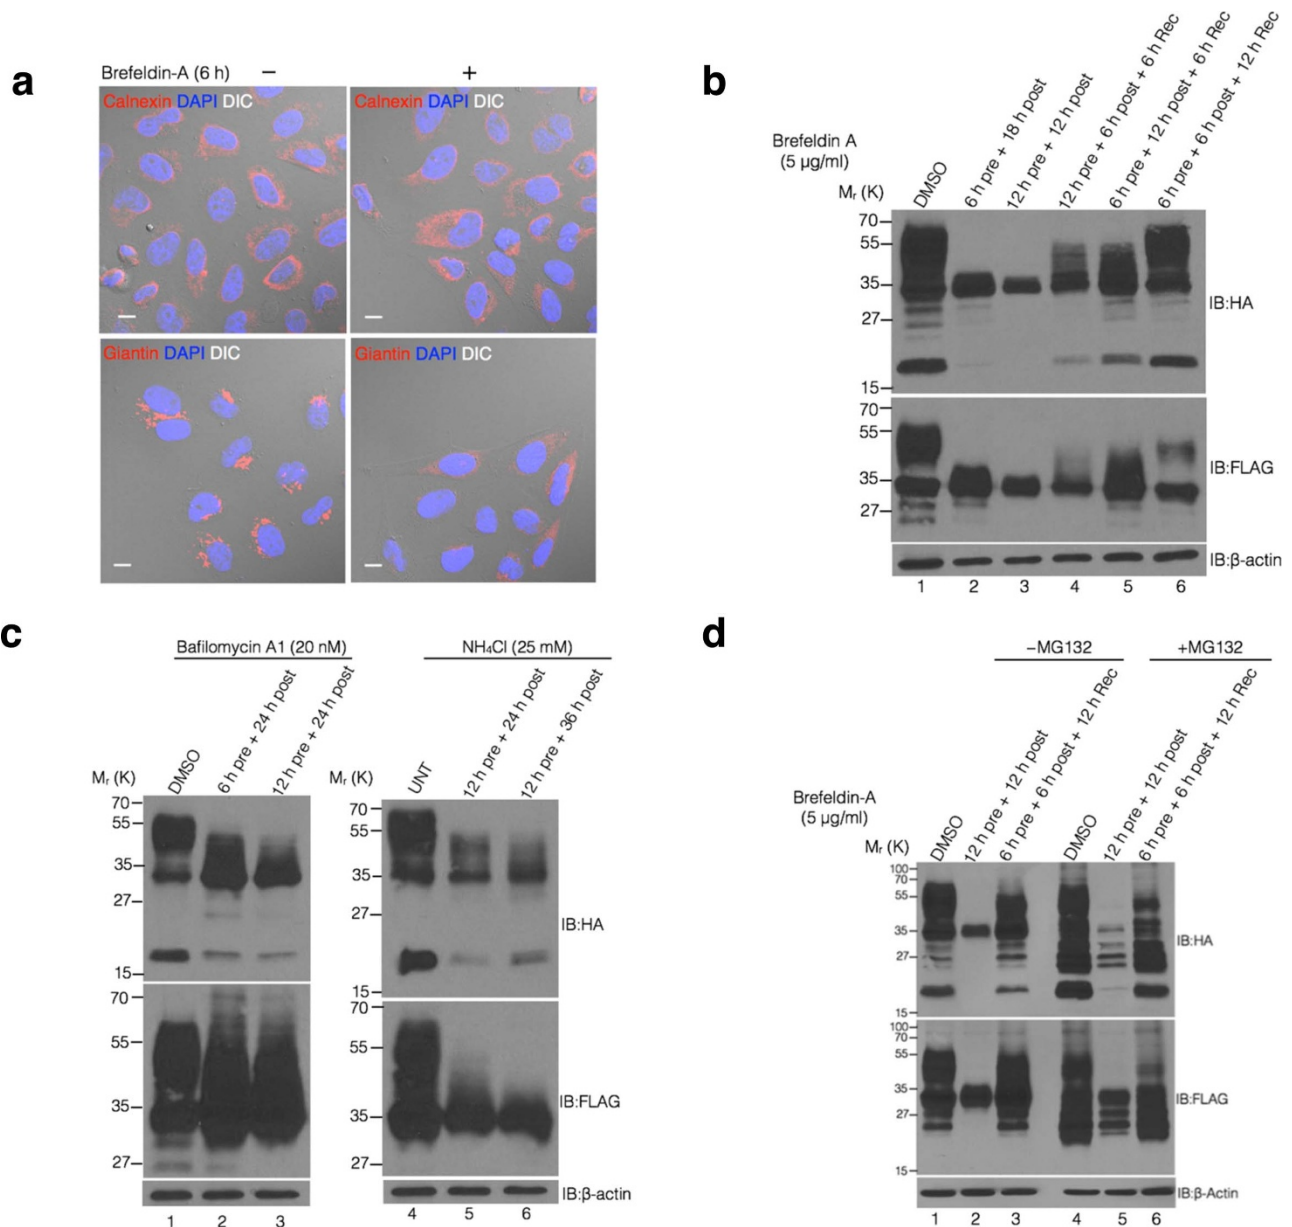 a
Brefeldin-A (6 h) − +
Calnexin DAPI DIC
Calnexin DAPI DIC
Giantin DAPI DIC
Giantin DAPI DIC
b
Brefeldin A
(5 µg/ml)
DMSO
6 h pre + 18 h post
12 h pre + 12 h post
12 h pre + 6 h post + 6 h Rec
6 h pre + 12 h post + 6 h Rec
6 h pre + 6 h post + 12 h Rec
Mr (K)
70
55
35
27
15
IB:HA
70
55
35
27
IB:FLAG
IB:β-actin
1 2 3 4 5 6
c
Bafilomycin A1 (20 nM)
DMSO
6 h pre + 24 h post
12 h pre + 24 h post
Mr (K)
70
55
35
27
15
70
55
35
27
1 2 3
NH₄Cl (25 mM)
UNT
12 h pre + 24 h post
12 h pre + 36 h post
Mr (K)
70
55
35
27
15
IB:HA
70
55
35
27
IB:FLAG
IB:β-actin
4 5 6
d
−MG132
+MG132
Brefeldin-A
(5 µg/ml)
DMSO
12 h pre + 12 h post
6 h pre + 6 h post + 12 h Rec
DMSO
12 h pre + 12 h post
6 h pre + 6 h post + 12 h Rec
Mr (K)
100
70
55
35
27
15
IB:HA
100
70
55
35
27
15
IB:FLAG
IB:β-Actin
1 2 3 4 5 6